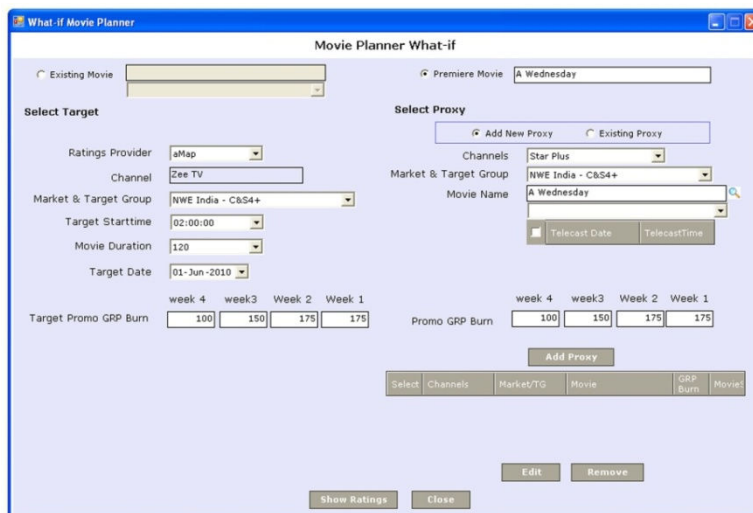 What-if Movie Planner
Movie Planner What-if
Existing Movie
Premiere Movie A Wednesday
Select Target
Ratings Provider aMap
Channel Zee TV
Market & Target Group NWE India - C&S4+
Target Starttime 02:00:00
Movie Duration 120
Target Date 01-Jun-2010
week 4 week3 Week 2 Week 1
Target Promo GRP Burn 100 150 175 175
Select Proxy
Add New Proxy Existing Proxy
Channels Star Plus
Market & Target Group NWE India - C&S4+
Movie Name A Wednesday
Telecast Date TelecastTime
week 4 week3 Week 2 Week 1
Promo GRP Burn 100 150 175 175
Add Proxy
Select Channels Market/TG Movie GRP Burn MovieS
Edit Remove
Show Ratings Close